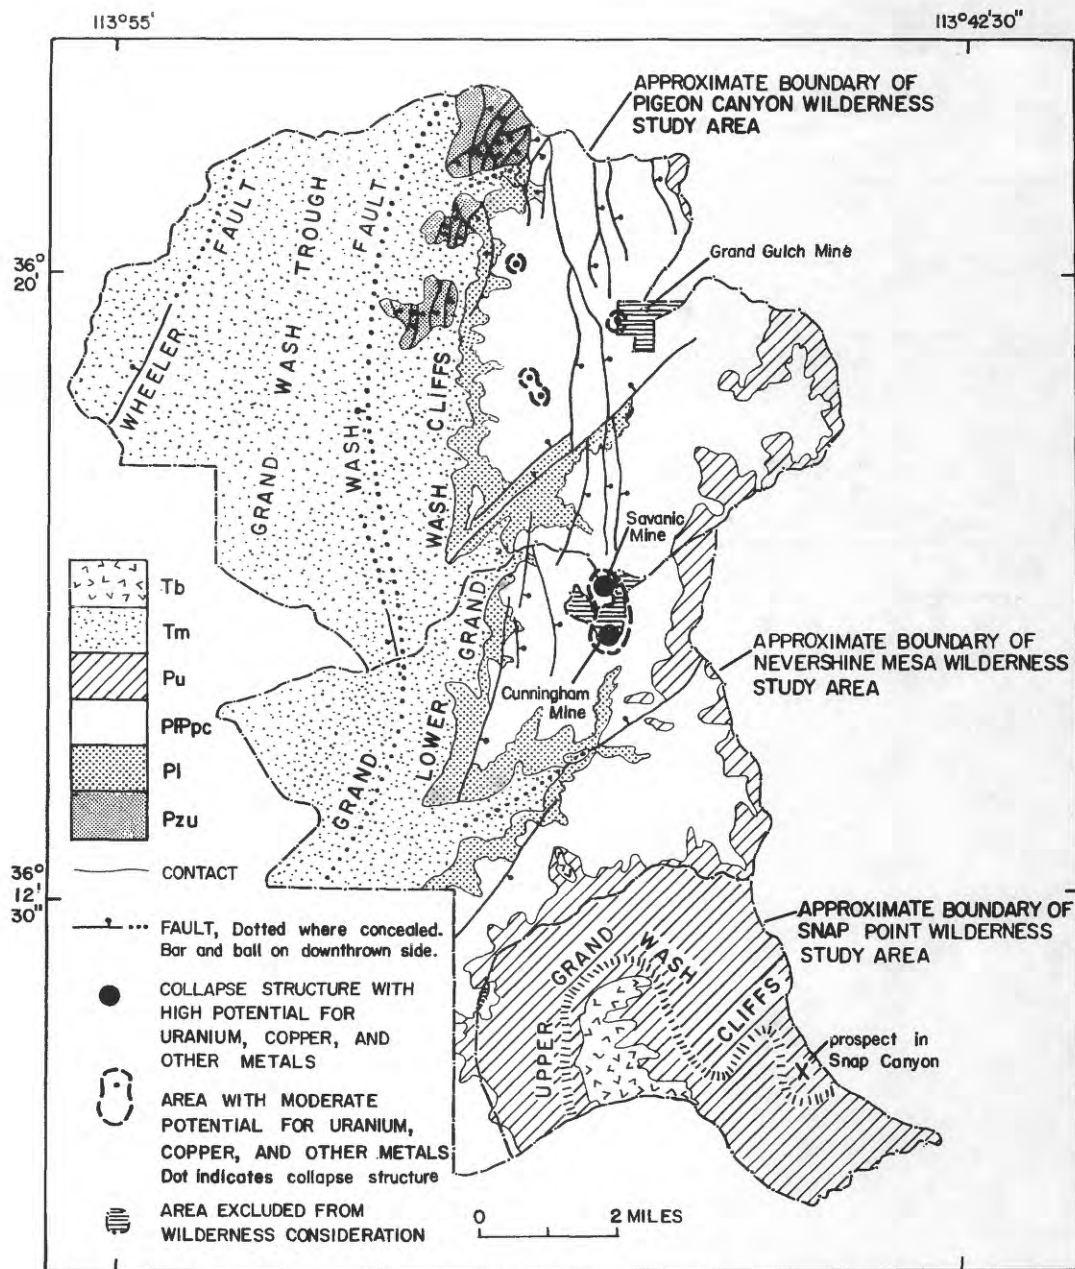 113°55'
113°42'30"
APPROXIMATE BOUNDARY OF
PIGEON CANYON WILDERNESS
STUDY AREA
Grand Gulch Mine
36°
20'
WHEELER FAULT
GRAND WASH TROUGH
GRAND WASH FAULT
LOWER GRAND WASH CLIFFS
Savanic
Mine
Cunningham
Mine
APPROXIMATE BOUNDARY OF
NEVERSHINE MESA WILDERNESS
STUDY AREA
Tb
Tm
Pu
PIPpc
Pl
Pzu
CONTACT
36°
12'
30"
FAULT, Dotted where concealed.
Bar and ball on downthrown side.
COLLAPSE STRUCTURE WITH
HIGH POTENTIAL FOR
URANIUM, COPPER, AND
OTHER METALS
AREA WITH MODERATE
POTENTIAL FOR URANIUM,
COPPER, AND OTHER METALS
Dot indicates collapse structure
AREA EXCLUDED FROM
WILDERNESS CONSIDERATION
APPROXIMATE BOUNDARY OF
SNAP POINT WILDERNESS
STUDY AREA
UPPER GRAND WASH CLIFFS
prospect in
Snap Canyon
X
0 2 MILES